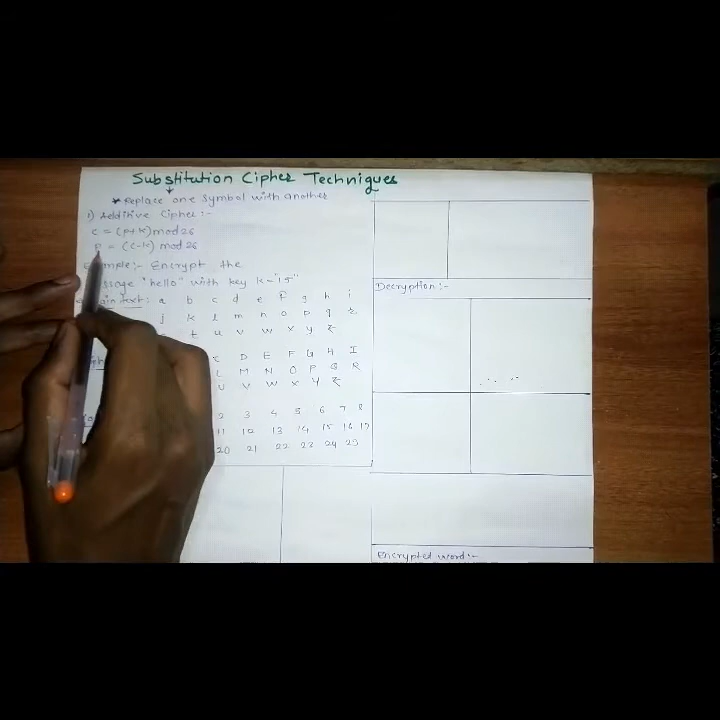 Substitution Cipher Techniques
* Replace one symbol with another
1) Additive Cipher:-
C = (P+K) mod 26
P = (C-K) mod 26
Example:- Encrypt the
"hello" with key K="15"
text: a b c d e f g h i
j k l m n o p q r
t u v w x y z
C D E F G H I
L M N O P Q R
U V W X Y Z
2 3 4 5 6 7 8
11 12 13 14 15 16 17
20 21 22 23 24 25
Decryption:-
Encrypted word:-